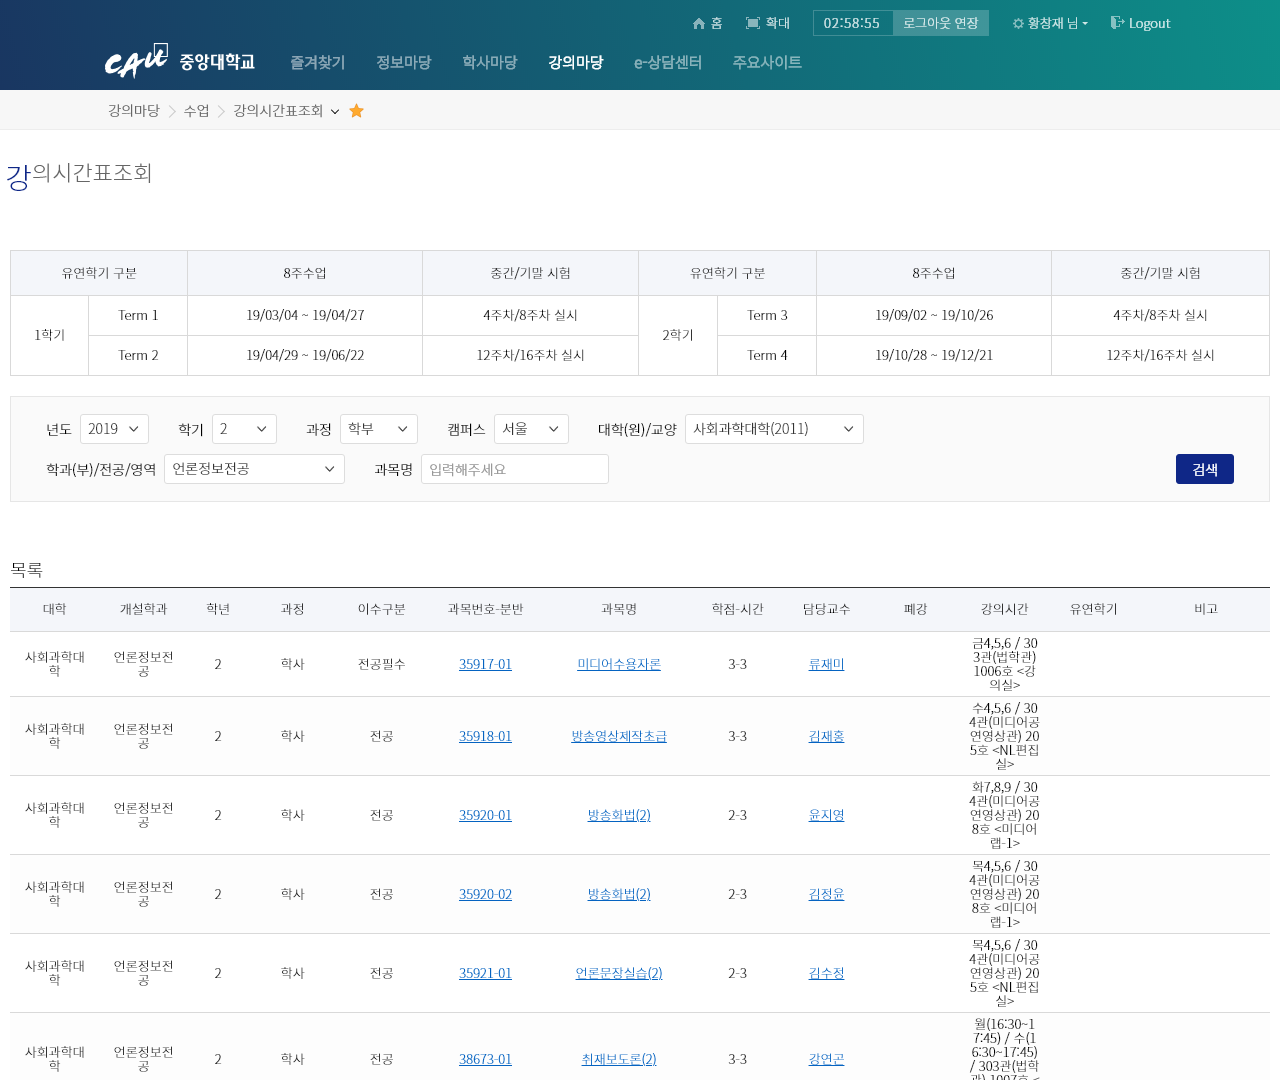 홈 확대 02:58:55 로그아웃 연장 황창재 님 Logout
CAU 중앙대학교 즐겨찾기 정보마당 학사마당 강의마당 e-상담센터 주요사이트
강의마당 수업 강의시간표조회
강의시간표조회
유연학기 구분 8주수업 중간/기말 시험 유연학기 구분 8주수업 중간/기말 시험
1학기 Term 1 19/03/04 ~ 19/04/27 4주차/8주차 실시 2학기 Term 3 19/09/02 ~ 19/10/26 4주차/8주차 실시
Term 2 19/04/29 ~ 19/06/22 12주차/16주차 실시 Term 4 19/10/28 ~ 19/12/21 12주차/16주차 실시
년도 2019 학기 2 과정 학부 캠퍼스 서울 대학(원)/교양 사회과학대학(2011)
학과(부)/전공/영역 언론정보전공 과목명 입력해주세요 검색
목록
대학 개설학과 학년 과정 이수구분 과목번호-분반 과목명 학점-시간 담당교수 폐강 강의시간 유연학기 비고
사회과학대
학
언론정보전
공
2 학사 전공필수 35917-01 미디어수용자론 3-3 류재미
금4,5,6 / 30
3관(법학관)
1006호 <강
의실>
사회과학대
학
언론정보전
공
2 학사 전공 35918-01 방송영상제작초급 3-3 김재홍
수4,5,6 / 30
4관(미디어공
연영상관) 20
5호 <NL편집
실>
사회과학대
학
언론정보전
공
2 학사 전공 35920-01 방송화법(2) 2-3 윤지영
화7,8,9 / 30
4관(미디어공
연영상관) 20
8호 <미디어
랩-1>
사회과학대
학
언론정보전
공
2 학사 전공 35920-02 방송화법(2) 2-3 김정윤
목4,5,6 / 30
4관(미디어공
연영상관) 20
8호 <미디어
랩-1>
사회과학대
학
언론정보전
공
2 학사 전공 35921-01 언론문장실습(2) 2-3 김수정
목4,5,6 / 30
4관(미디어공
연영상관) 20
5호 <NL편집
실>
사회과학대
학
언론정보전
공
2 학사 전공 38673-01 취재보도론(2) 3-3 강연곤
월(16:30~1
7:45) / 수(1
6:30~17:45)
/ 303관(법학
관) 1007호 <